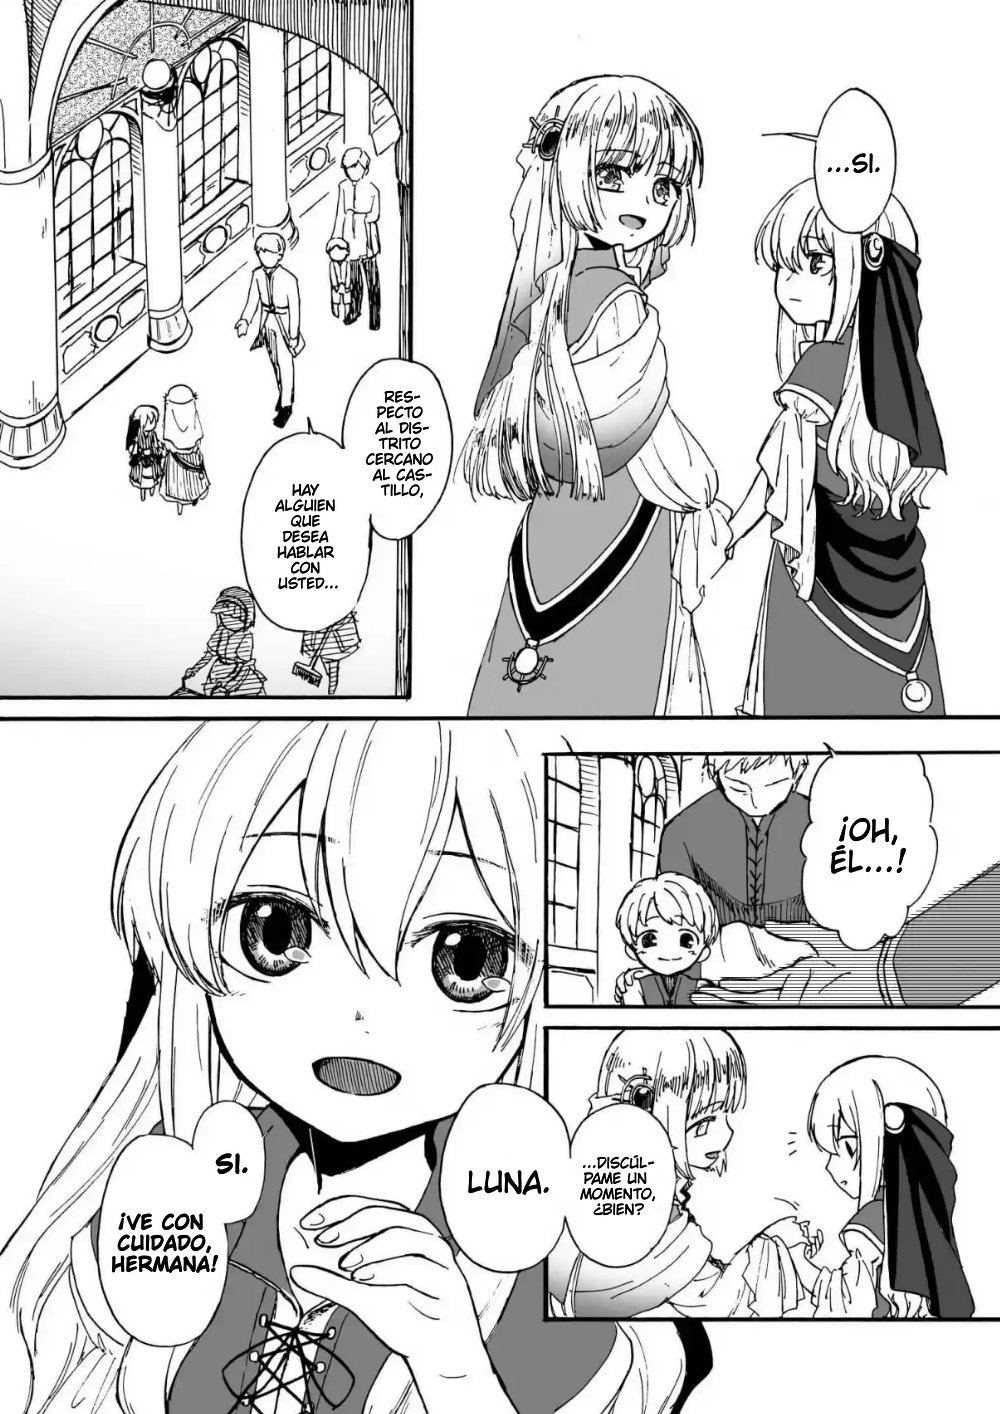 ...SI.
RES-
PECTO
AL DIS-
TRITO
CERCANO
AL CAS-
TILLO,
HAY
ALGUIEN
QUE
DESEA
HABLAR
CON
USTED...
¡OH,
ÉL...!
...DISCÚL-
PAME UN
MOMENTO,
¿BIEN?
LUNA.
SI.
¡VE CON
CUIDADO,
HERMANA!